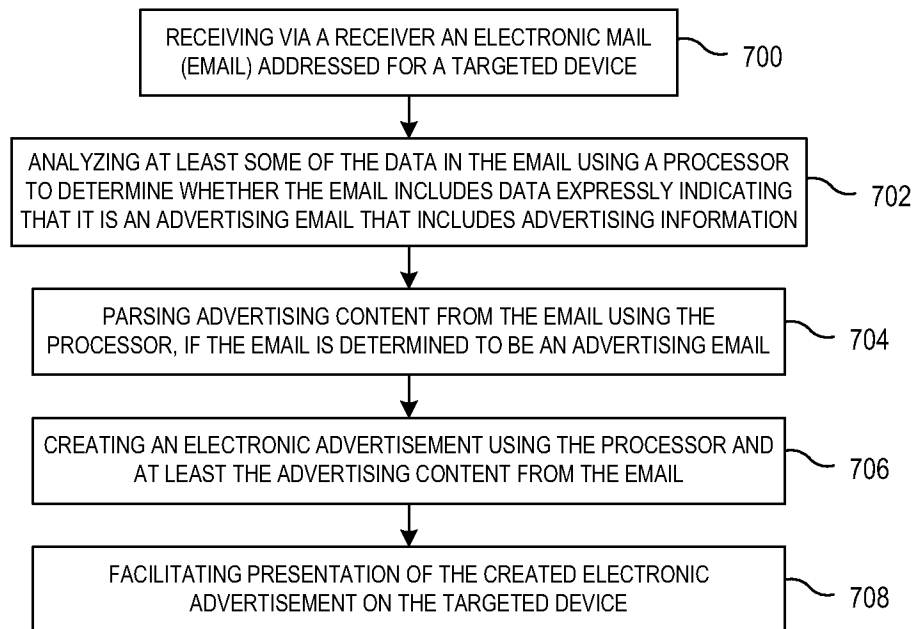 RECEIVING VIA A RECEIVER AN ELECTRONIC MAIL
(EMAIL) ADDRESSED FOR A TARGETED DEVICE
700
ANALYZING AT LEAST SOME OF THE DATA IN THE EMAIL USING A PROCESSOR
TO DETERMINE WHETHER THE EMAIL INCLUDES DATA EXPRESSLY INDICATING
THAT IT IS AN ADVERTISING EMAIL THAT INCLUDES ADVERTISING INFORMATION
702
PARSING ADVERTISING CONTENT FROM THE EMAIL USING THE
PROCESSOR, IF THE EMAIL IS DETERMINED TO BE AN ADVERTISING EMAIL
704
CREATING AN ELECTRONIC ADVERTISEMENT USING THE PROCESSOR AND
AT LEAST THE ADVERTISING CONTENT FROM THE EMAIL
706
FACILITATING PRESENTATION OF THE CREATED ELECTRONIC
ADVERTISEMENT ON THE TARGETED DEVICE
708